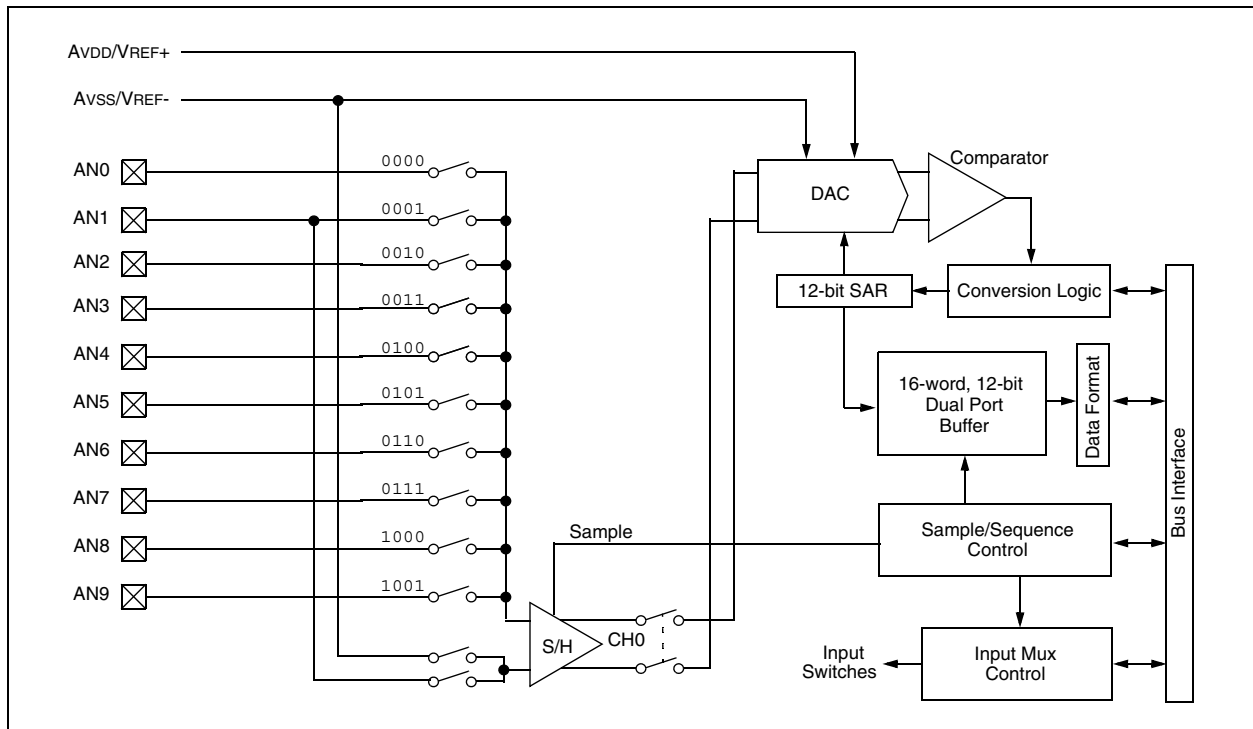 AVDD/VREF+
AVSS/VREF-
AN0
0000
AN1
0001
AN2
0010
AN3
0011
AN4
0100
AN5
0101
AN6
0110
AN7
0111
AN8
1000
AN9
1001
DAC
Comparator
12-bit SAR
Conversion Logic
16-word, 12-bit
Dual Port
Buffer
Data Format
Bus Interface
Sample
Sample/Sequence
Control
S/H
CH0
Input
Switches
Input Mux
Control